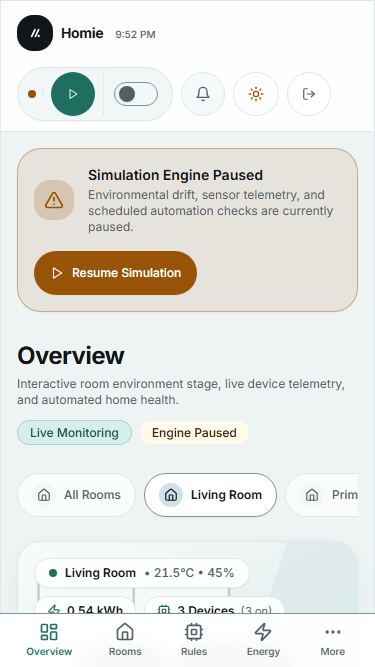 Homie 9:52 PM
Simulation Engine Paused
Environmental drift, sensor telemetry, and
scheduled automation checks are currently
paused.
Resume Simulation
Overview
Interactive room environment stage, live device telemetry,
and automated home health.
Live Monitoring Engine Paused
All Rooms Living Room Prim
Living Room • 21.5°C • 45%
0.54 kWh 3 Devices (3 on)
Overview Rooms Rules Energy More